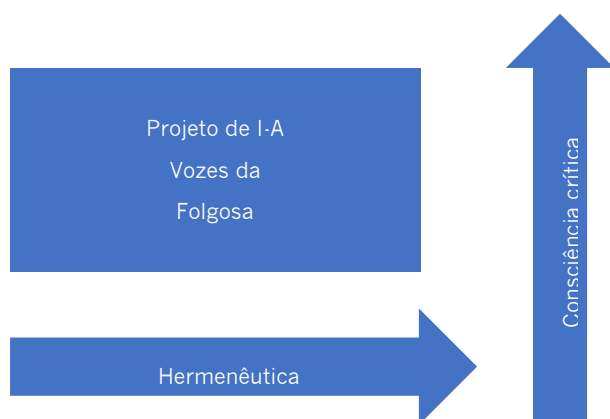 Projeto de I-A
Vozes da
Folgosa
Hermenêutica
Consciência crítica